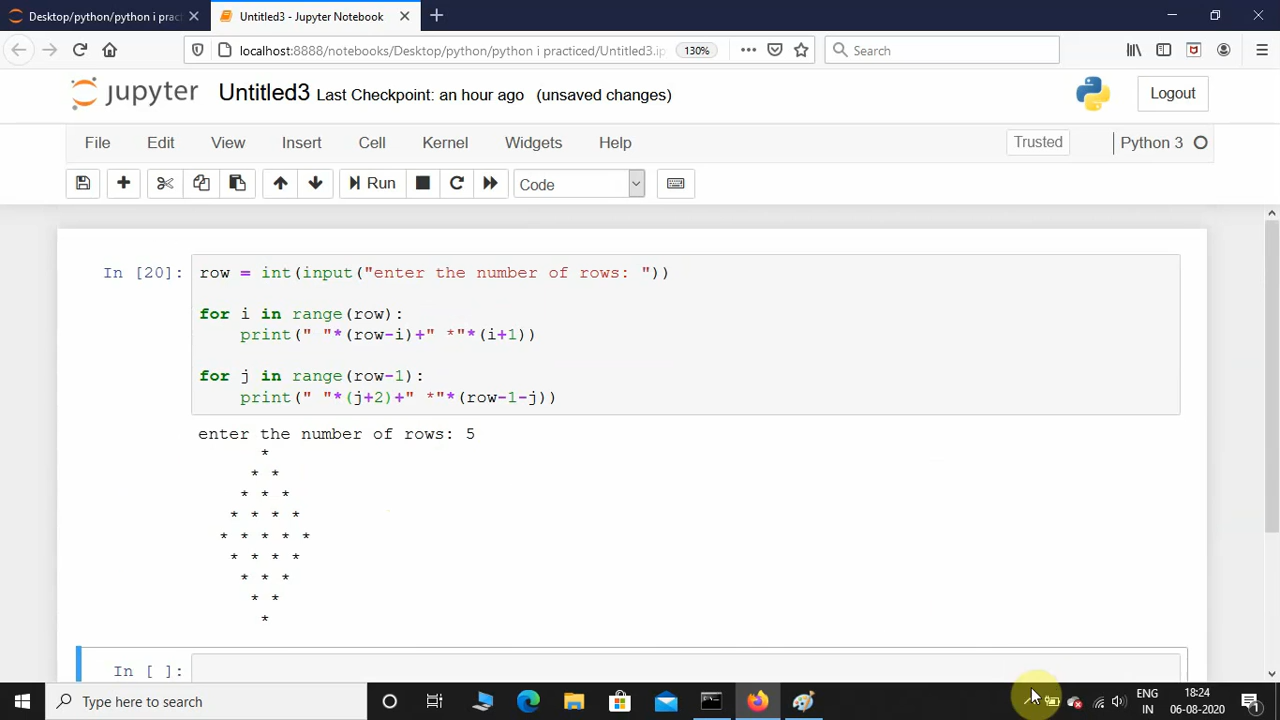 Desktop/python/python i practi
Untitled3 - Jupyter Notebook
localhost:8888/notebooks/Desktop/python/python i practiced/Untitled3.ip
130%
Search
jupyter Untitled3 Last Checkpoint: an hour ago (unsaved changes)
Logout
File Edit View Insert Cell Kernel Widgets Help
Trusted
Python 3
Run
Code
In [20]:
row = int(input("enter the number of rows: "))
for i in range(row):
    print(" "*(row-i)+" *"*(i+1))
for j in range(row-1):
    print(" "*(j+2)+" *"*(row-1-j))
enter the number of rows: 5
      *
     * *
    * * *
   * * * *
  * * * * *
   * * * *
    * * *
     * *
      *
In [ ]:
Type here to search
ENG
IN
18:24
06-08-2020
1